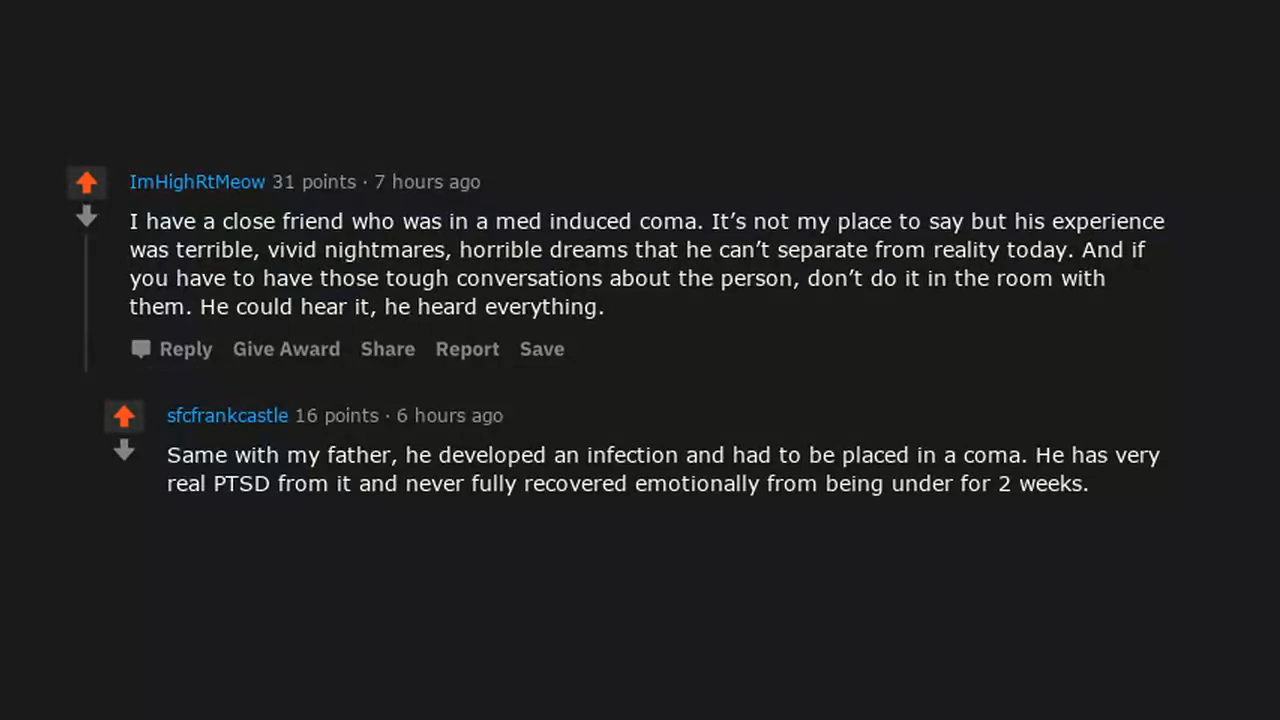 ImHighRtMeow 31 points · 7 hours ago
I have a close friend who was in a med induced coma. It’s not my place to say but his experience
was terrible, vivid nightmares, horrible dreams that he can’t separate from reality today. And if
you have to have those tough conversations about the person, don’t do it in the room with
them. He could hear it, he heard everything.
Reply Give Award Share Report Save
sfcfrankcastle 16 points · 6 hours ago
Same with my father, he developed an infection and had to be placed in a coma. He has very
real PTSD from it and never fully recovered emotionally from being under for 2 weeks.